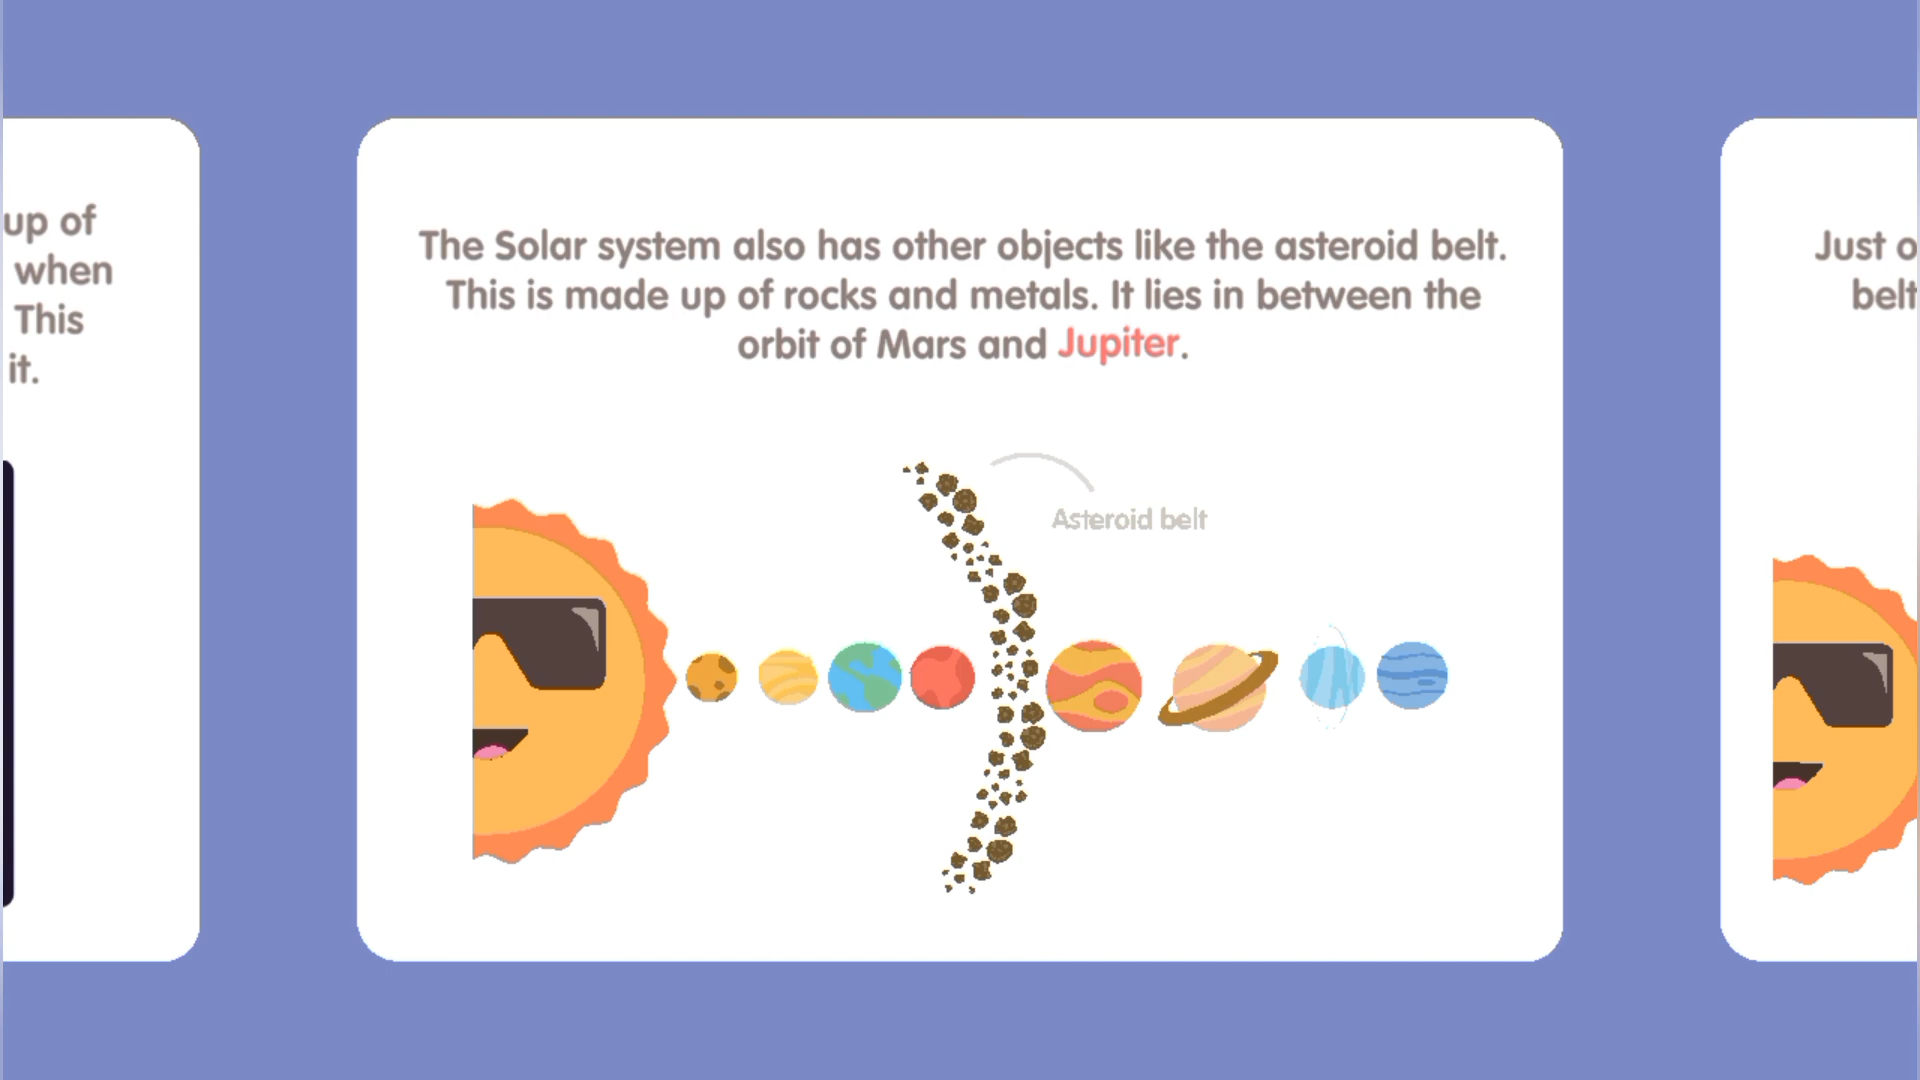 up of
when
This
it.
The Solar system also has other objects like the asteroid belt.
This is made up of rocks and metals. It lies in between the
orbit of Mars and Jupiter.
Asteroid belt
Just o
belt